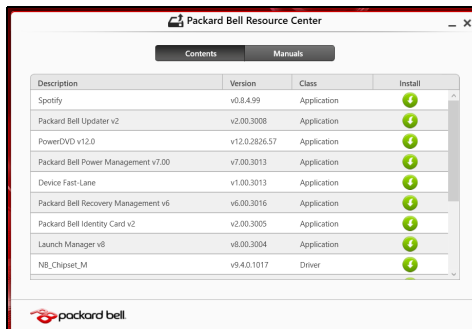 Packard Bell Resource Center
Contents Manuals
Description Version Class Install
Spotify v0.8.4.99 Application
Packard Bell Updater v2 v2.00.3008 Application
PowerDVD v12.0 v12.0.2826.57 Application
Packard Bell Power Management v7.00 v7.00.3013 Application
Device Fast-Lane v1.00.3013 Application
Packard Bell Recovery Management v6 v6.00.3016 Application
Packard Bell Identity Card v2 v2.00.3005 Application
Launch Manager v8 v8.00.3004 Application
NB_Chipset_M v9.4.0.1017 Driver
packard bell.